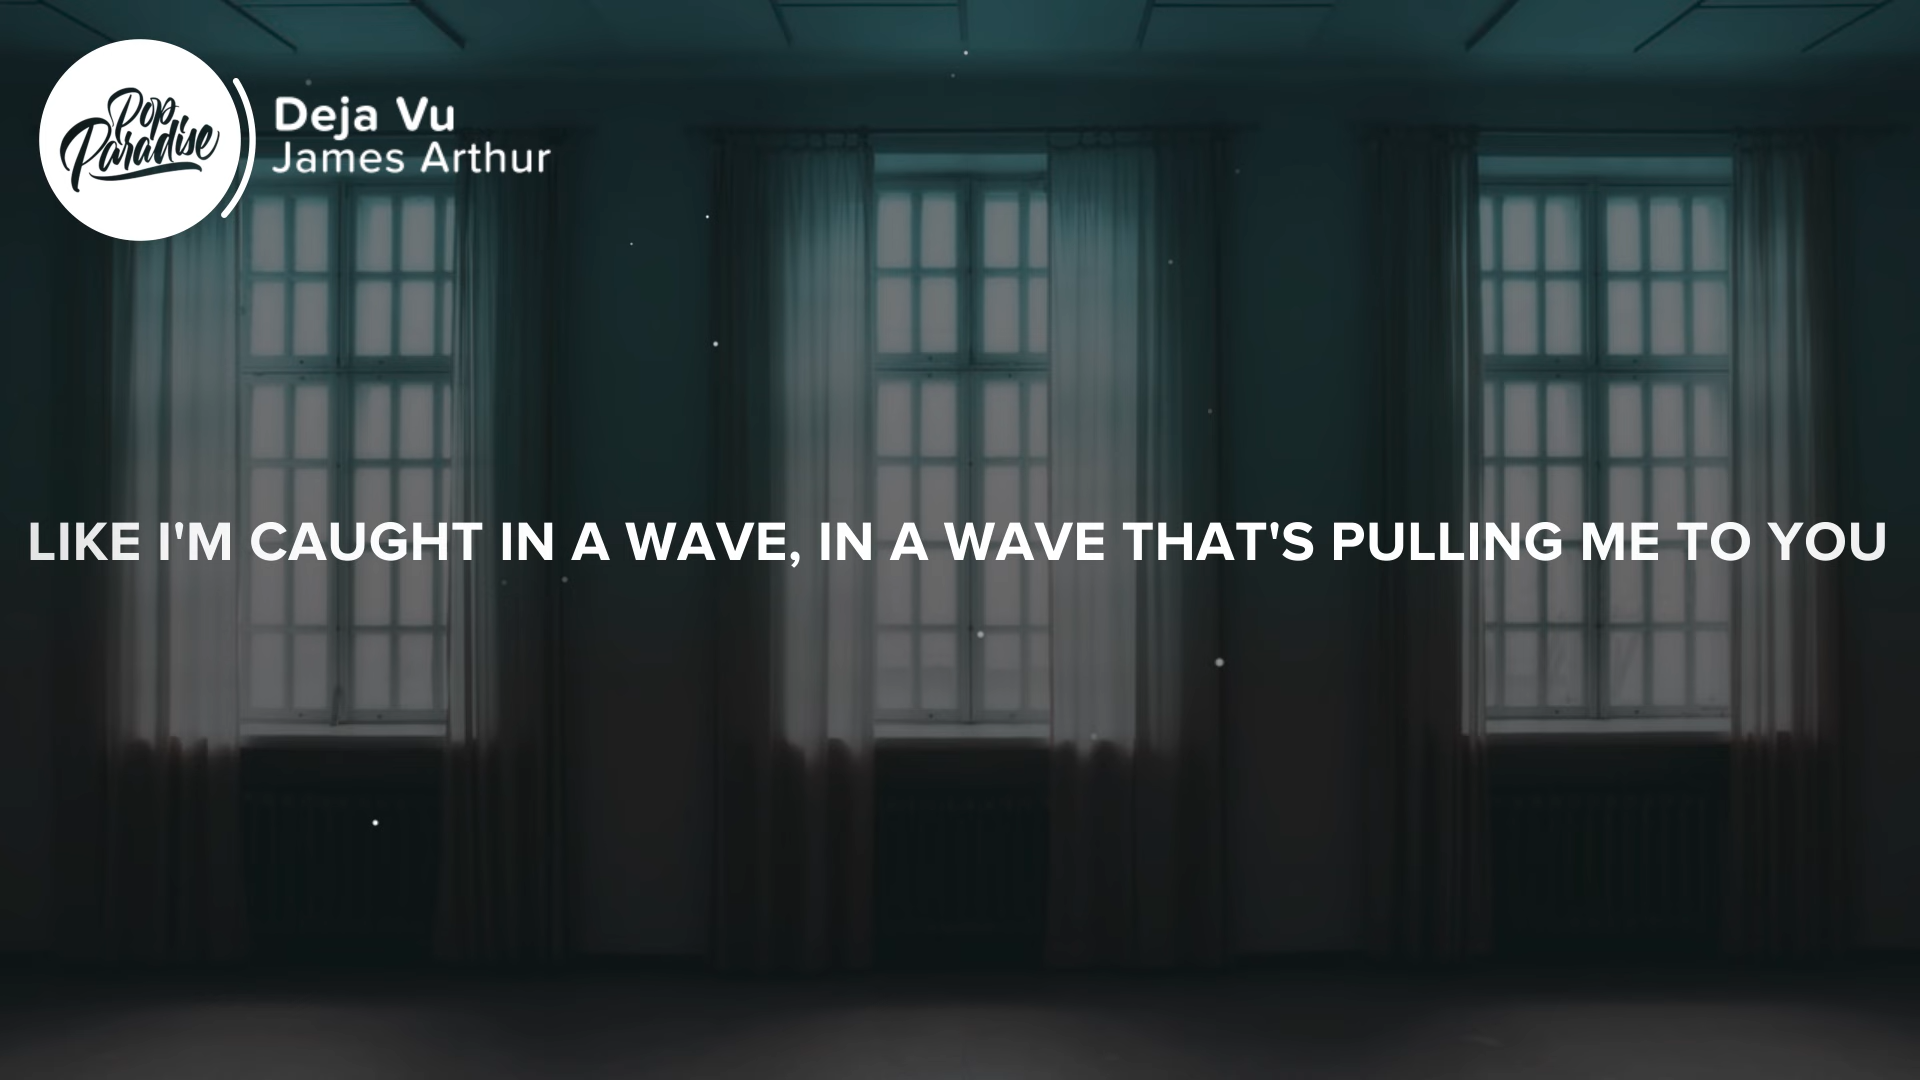 Pop
Paradise
Deja Vu
James Arthur
LIKE I'M CAUGHT IN A WAVE, IN A WAVE THAT'S PULLING ME TO YOU